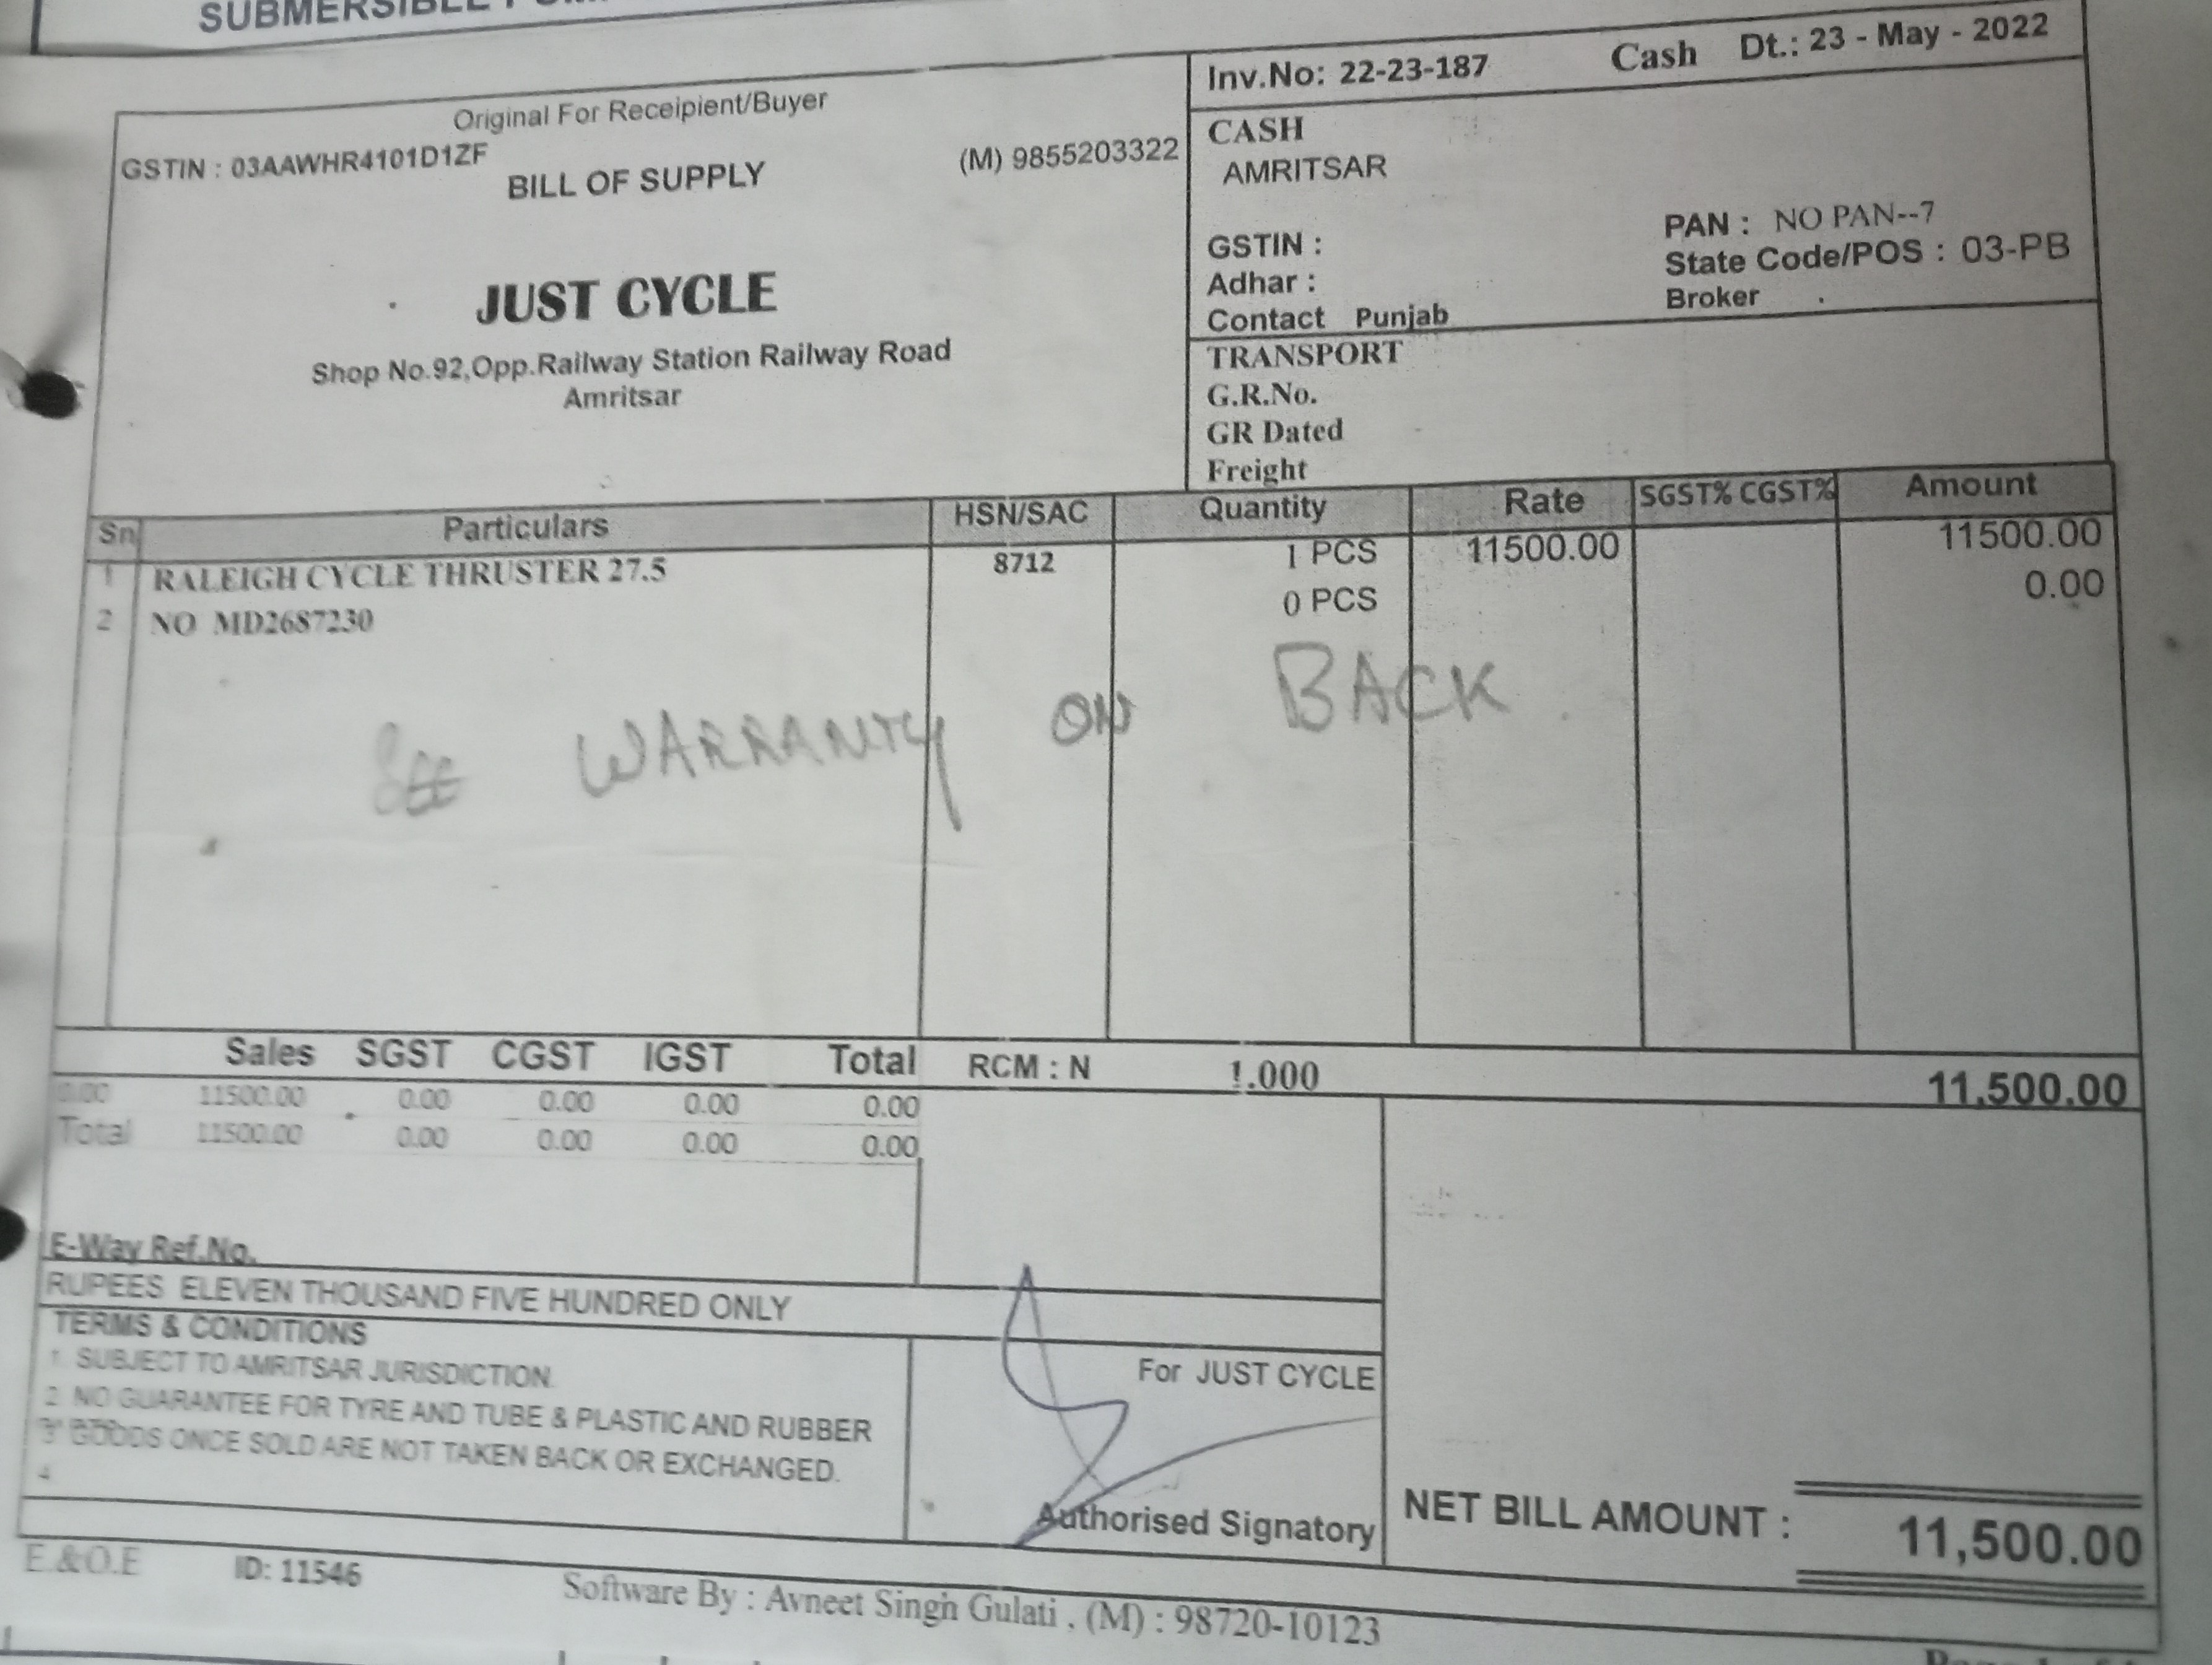 SUBMERSIBLE
Inv.No: 22-23-187 Cash Dt.: 23 - May - 2022
Original For Receipient/Buyer
GSTIN : 03AAWHR4101D1ZF
BILL OF SUPPLY
(M) 9855203322
JUST CYCLE
Shop No.92,Opp.Railway Station Railway Road
Amritsar
CASH
AMRITSAR
GSTIN :
Adhar :
Contact Punjab
PAN : NO PAN--7
State Code/POS : 03-PB
Broker .
TRANSPORT
G.R.No.
GR Dated
Freight
Sn Particulars HSN/SAC Quantity Rate SGST% CGST% Amount
1 RALEIGH CYCLE THRUSTER 27.5 8712 1 PCS 11500.00 11500.00
2 NO MD2687230 0 PCS 0.00
SEE WARRANTY ON BACK
Sales SGST CGST IGST Total RCM : N 1.000 11,500.00
0.00 11500.00 0.00 0.00 0.00 0.00
Total 11500.00 0.00 0.00 0.00 0.00
E-Way Ref.No.
RUPEES ELEVEN THOUSAND FIVE HUNDRED ONLY
TERMS & CONDITIONS
1. SUBJECT TO AMRITSAR JURISDICTION.
2. NO GUARANTEE FOR TYRE AND TUBE & PLASTIC AND RUBBER
3. GOODS ONCE SOLD ARE NOT TAKEN BACK OR EXCHANGED.
4
For JUST CYCLE
Authorised Signatory
NET BILL AMOUNT : 11,500.00
E.&O.E ID: 11546
Software By : Avneet Singh Gulati , (M) : 98720-10123